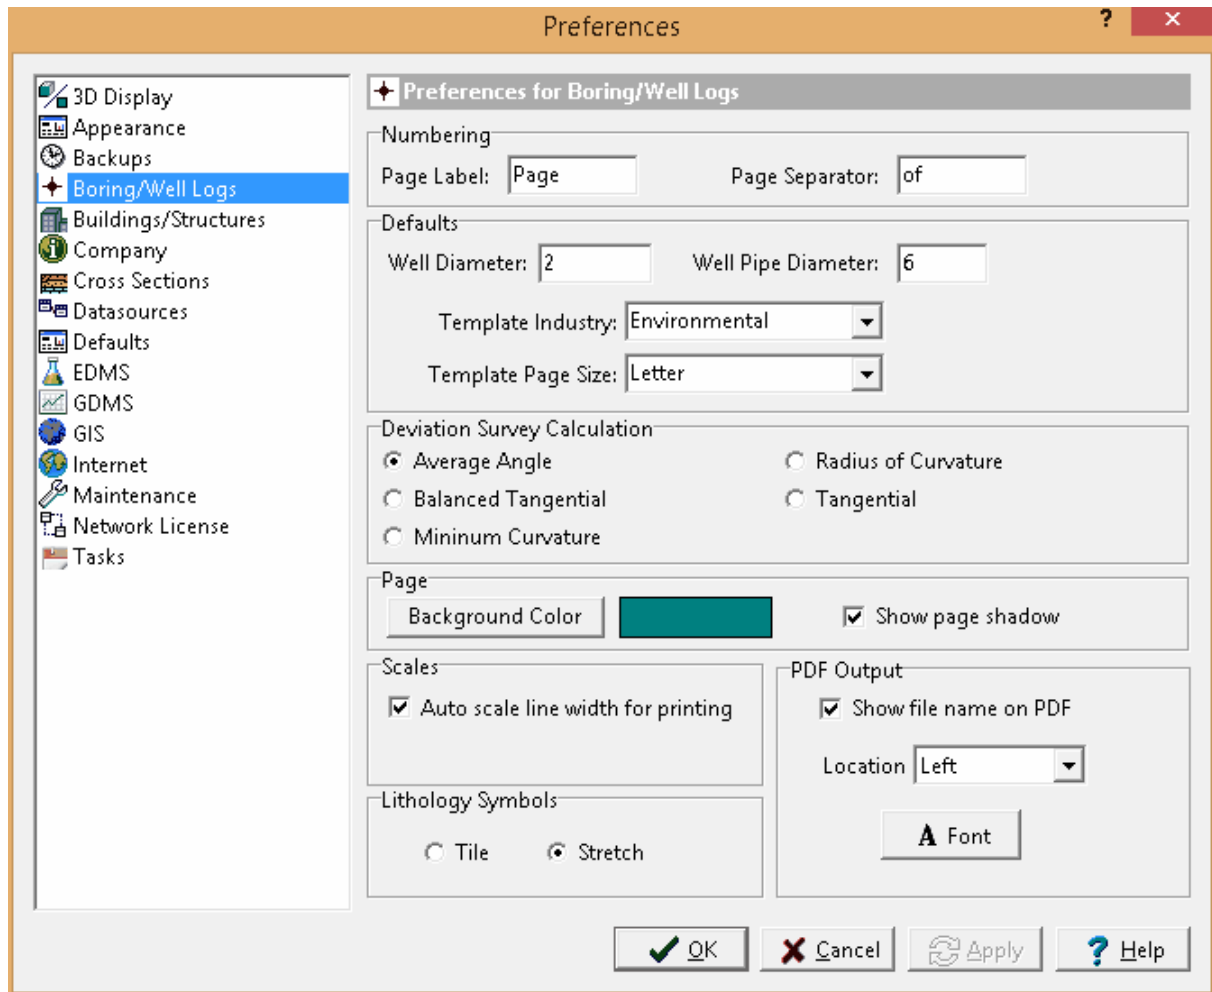 Preferences
?
x
3D Display
Appearance
Backups
Boring/Well Logs
Buildings/Structures
Company
Cross Sections
Datasources
Defaults
EDMS
GDMS
GIS
Internet
Maintenance
Network License
Tasks
Preferences for Boring/Well Logs
Numbering
Page Label: Page Page Separator: of
Defaults
Well Diameter: 2 Well Pipe Diameter: 6
Template Industry: Environmental
Template Page Size: Letter
Deviation Survey Calculation
Average Angle Radius of Curvature
Balanced Tangential Tangential
Mininum Curvature
Page
Background Color Show page shadow
Scales
Auto scale line width for printing
PDF Output
Show file name on PDF
Location Left
A Font
Lithology Symbols
Tile Stretch
OK Cancel Apply ? Help